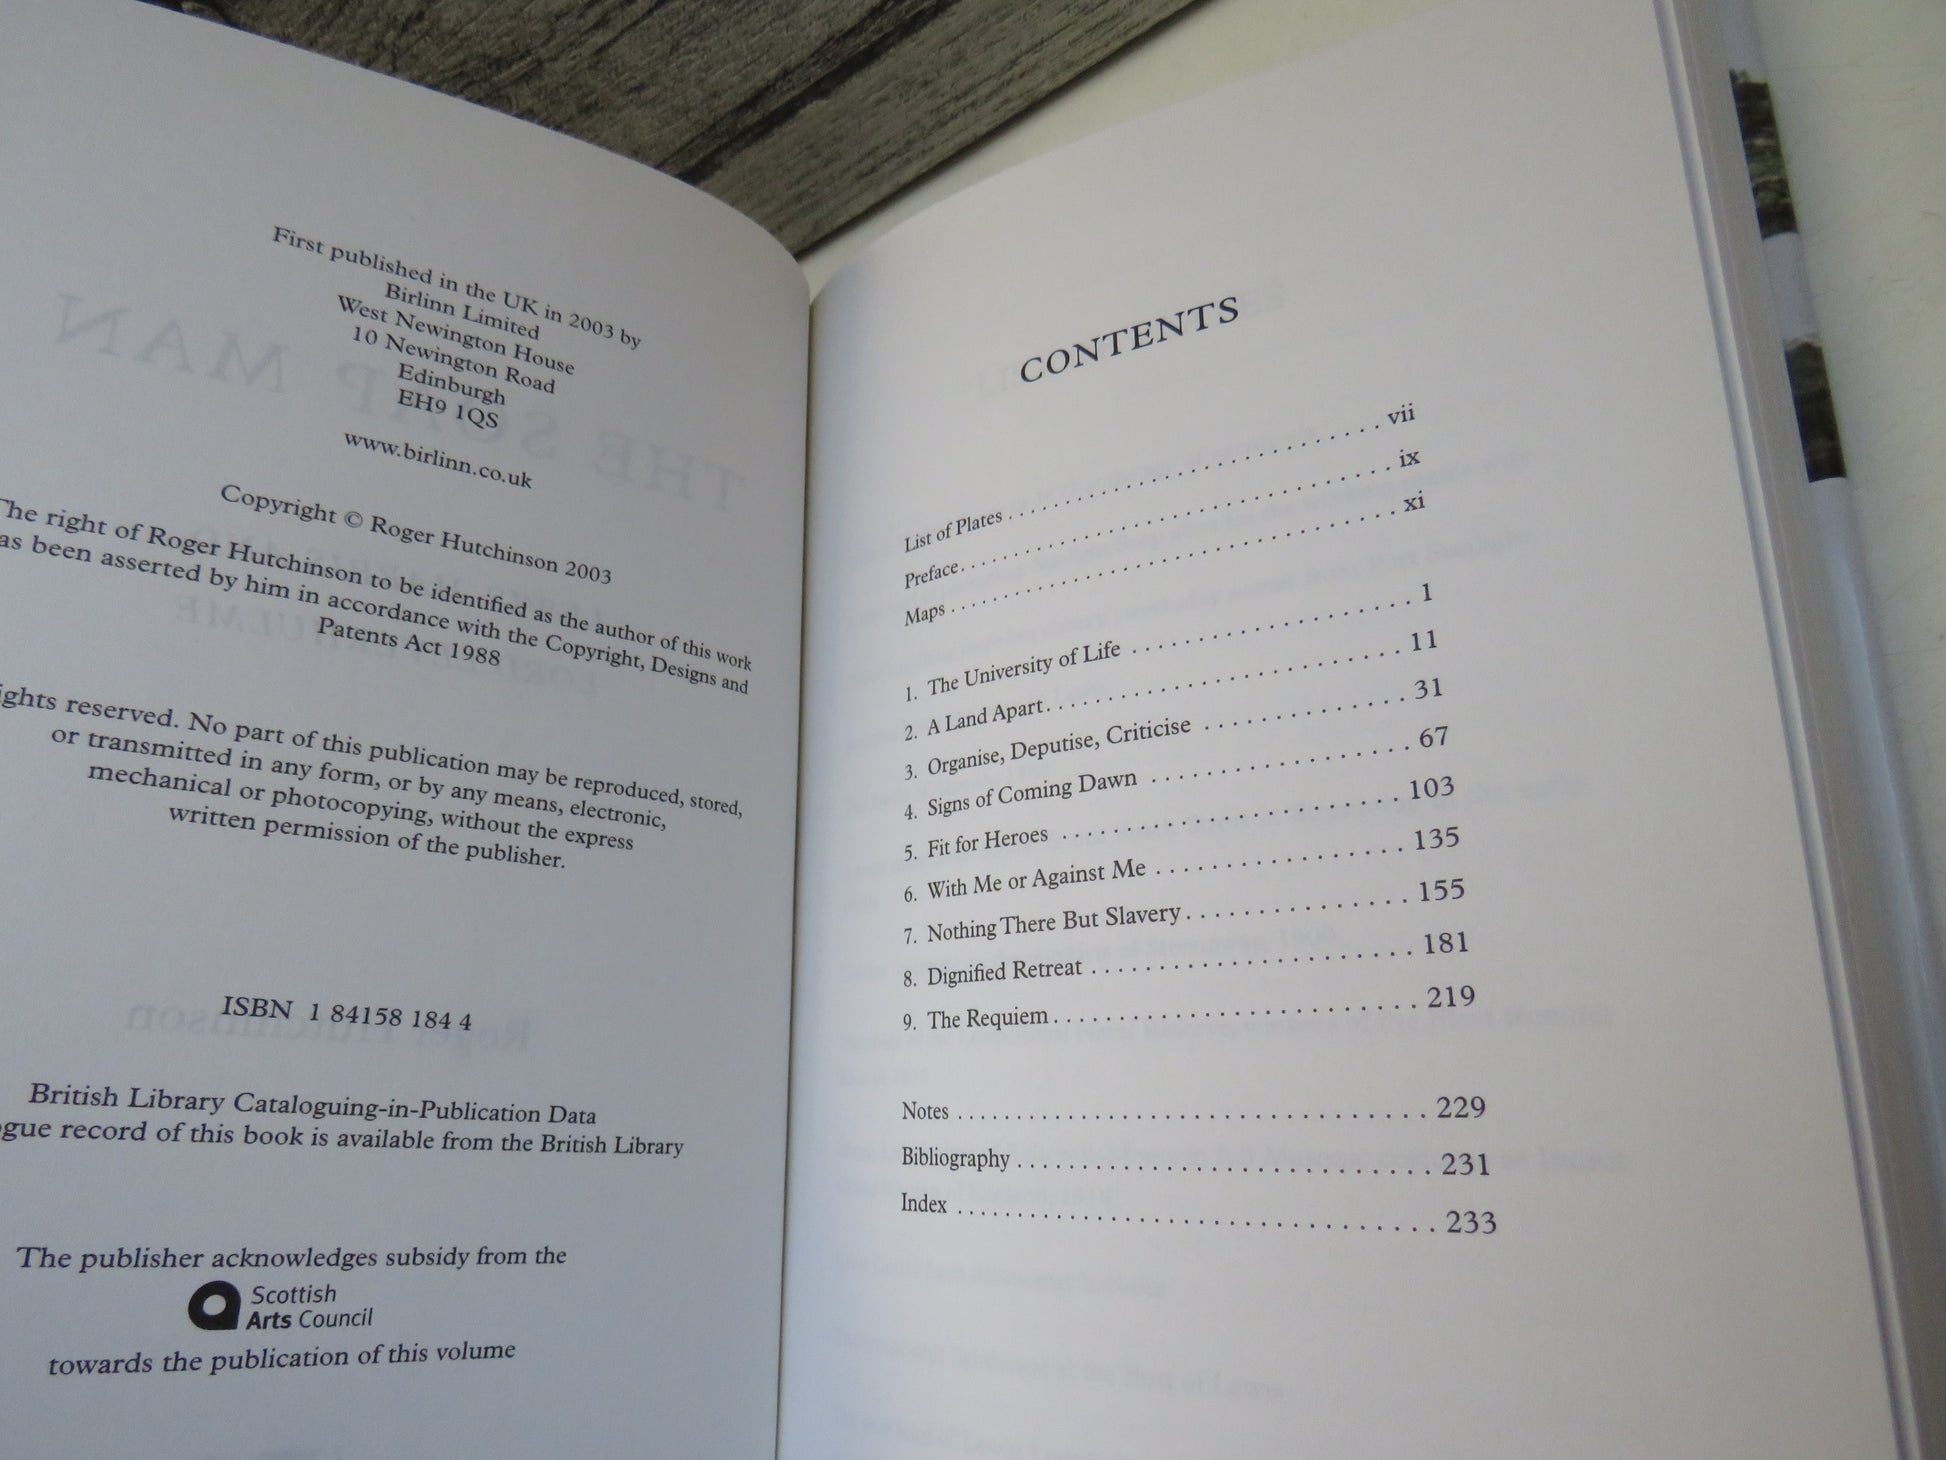 First published in the UK in 2003 by
Birlinn Limited
West Newington House
10 Newington Road
Edinburgh
EH9 1QS
www.birlinn.co.uk
Copyright © Roger Hutchinson 2003
The right of Roger Hutchinson to be identified as the author of this work
as been asserted by him in accordance with the Copyright, Designs and
Patents Act 1988
ights reserved. No part of this publication may be reproduced, stored,
or transmitted in any form, or by any means, electronic,
mechanical or photocopying, without the express
written permission of the publisher.
ISBN 1 84158 184 4
British Library Cataloguing-in-Publication Data
gue record of this book is available from the British Library
The publisher acknowledges subsidy from the
Scottish
Arts Council
towards the publication of this volume
CONTENTS
List of Plates . . . . . . . . . . . . . . . . . . . . . . . . . . vii
Preface. . . . . . . . . . . . . . . . . . . . . . . . . . . . . . ix
Maps . . . . . . . . . . . . . . . . . . . . . . . . . . . . . . . xi
1. The University of Life . . . . . . . . . . . . . . . . . . . . 1
2. A Land Apart. . . . . . . . . . . . . . . . . . . . . . . . . 11
3. Organise, Deputise, Criticise . . . . . . . . . . . . . . 31
4. Signs of Coming Dawn . . . . . . . . . . . . . . . . . . 67
5. Fit for Heroes . . . . . . . . . . . . . . . . . . . . . . . . 103
6. With Me or Against Me . . . . . . . . . . . . . . . . . 135
7. Nothing There But Slavery. . . . . . . . . . . . . . . . 155
8. Dignified Retreat . . . . . . . . . . . . . . . . . . . . . . 181
9. The Requiem. . . . . . . . . . . . . . . . . . . . . . . . . 219
Notes . . . . . . . . . . . . . . . . . . . . . . . . . . . . . . . . 229
Bibliography . . . . . . . . . . . . . . . . . . . . . . . . . . . . 231
Index . . . . . . . . . . . . . . . . . . . . . . . . . . . . . . . . . 233